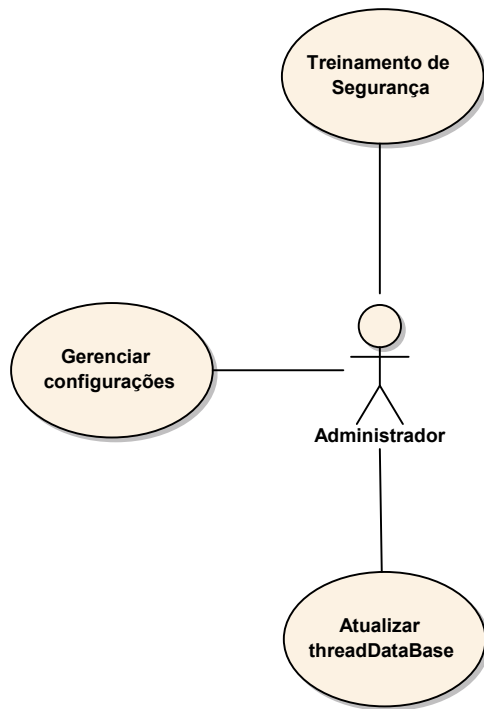 Treinamento de
Segurança
Gerenciar
configurações
Administrador
Atualizar
threadDataBase